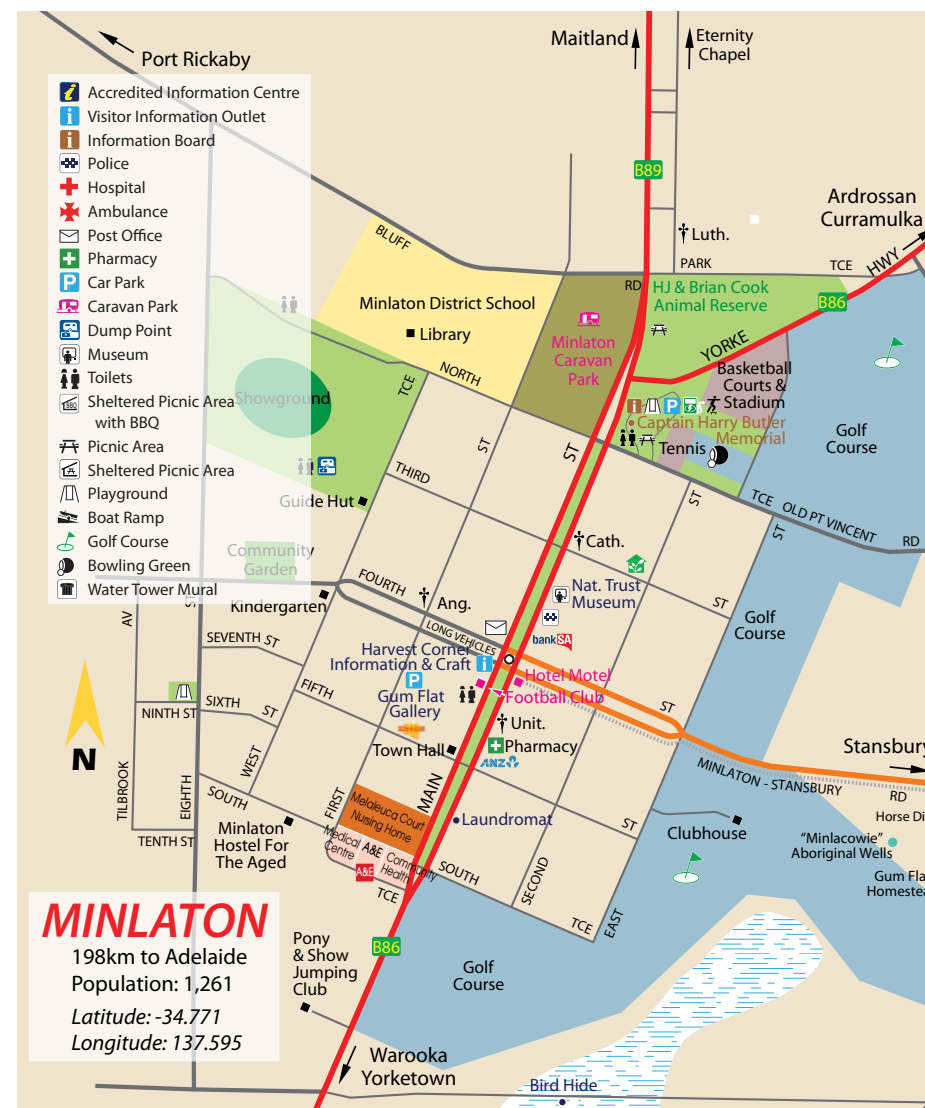 Port Rickaby
Maitland
Eternity
Chapel
Accredited Information Centre
Visitor Information Outlet
Information Board
Police
Hospital
Ambulance
Post Office
Pharmacy
Car Park
Caravan Park
Dump Point
Museum
Toilets
Sheltered Picnic Area
with BBQ
Picnic Area
Sheltered Picnic Area
Playground
Boat Ramp
Golf Course
Bowling Green
Water Tower Mural
B89
Ardrossan
Curramulka
BLUFF
RD
Luth.
PARK
TCE
HWY
B86
HJ & Brian Cook
Animal Reserve
Minlaton District School
Library
Minlaton
Caravan
Park
YORKE
Basketball
Courts &
Stadium
NORTH
TCE
Showground
Captain Harry Butler
Memorial
Tennis
Golf
Course
ST
ST
THIRD
ST
TCE
OLD PT VINCENT
RD
ST
Guide Hut
Community
Garden
Cath.
FOURTH
Ang.
Nat. Trust
Museum
ST
Kindergarten
LONG VEHICLES
bankSA
Golf
Course
AV
ST
SEVENTH ST
Harvest Corner
Information & Craft
Hotel Motel
Football Club
FIFTH
Gum Flat
Gallery
ST
SIXTH
ST
NINTH ST
Unit.
Town Hall
Pharmacy
ANZ
Stansbury
N
WEST
MINLATON - STANSBURY
RD
TILBROOK
EIGHTH
SOUTH
FIRST
MAIN
Melaleuca Court
Nursing Home
Laundromat
ST
Clubhouse
Horse Di
"Minlacowie"
Aboriginal Wells
TENTH ST
Minlaton
Hostel For
The Aged
Medical
Centre
A&E
Community
Health
A&E
SOUTH
SECOND
TCE
TCE
EAST
Gum Fla
Homestea
MINLATON
198km to Adelaide
Population: 1,261
Latitude: -34.771
Longitude: 137.595
Pony
& Show
Jumping
Club
B86
Golf
Course
Warooka
Yorketown
Bird Hide